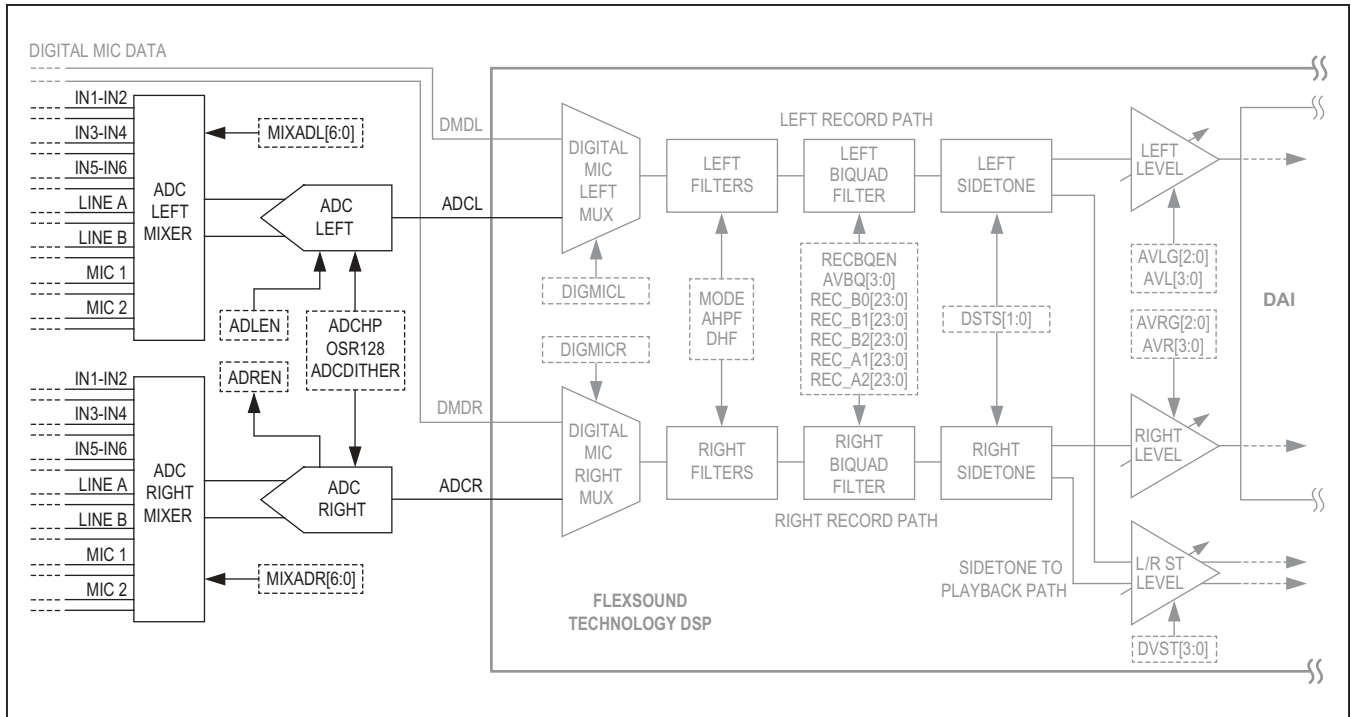 DIGITAL MIC DATA
IN1-IN2
IN3-IN4
IN5-IN6
LINE A
LINE B
MIC 1
MIC 2
ADC
LEFT
MIXER
MIXADL[6:0]
ADC
LEFT
ADLEN
ADCHP
OSR128
ADCDITHER
ADREN
IN1-IN2
IN3-IN4
IN5-IN6
LINE A
LINE B
MIC 1
MIC 2
ADC
RIGHT
MIXER
ADC
RIGHT
MIXADR[6:0]
DMDL
ADCL
DMDR
ADCR
DIGITAL
MIC
LEFT
MUX
DIGMICL
DIGMICR
DIGITAL
MIC
RIGHT
MUX
LEFT RECORD PATH
LEFT
FILTERS
LEFT
BIQUAD
FILTER
LEFT
SIDETONE
LEFT
LEVEL
MODE
AHPF
DHF
RECBQEN
AVBQ[3:0]
REC_B0[23:0]
REC_B1[23:0]
REC_B2[23:0]
REC_A1[23:0]
REC_A2[23:0]
DSTS[1:0]
AVLG[2:0]
AVL[3:0]
AVRG[2:0]
AVR[3:0]
DAI
RIGHT
FILTERS
RIGHT
BIQUAD
FILTER
RIGHT
SIDETONE
RIGHT
LEVEL
RIGHT RECORD PATH
SIDETONE TO
PLAYBACK PATH
L/R ST
LEVEL
DVST[3:0]
FLEXSOUND
TECHNOLOGY DSP